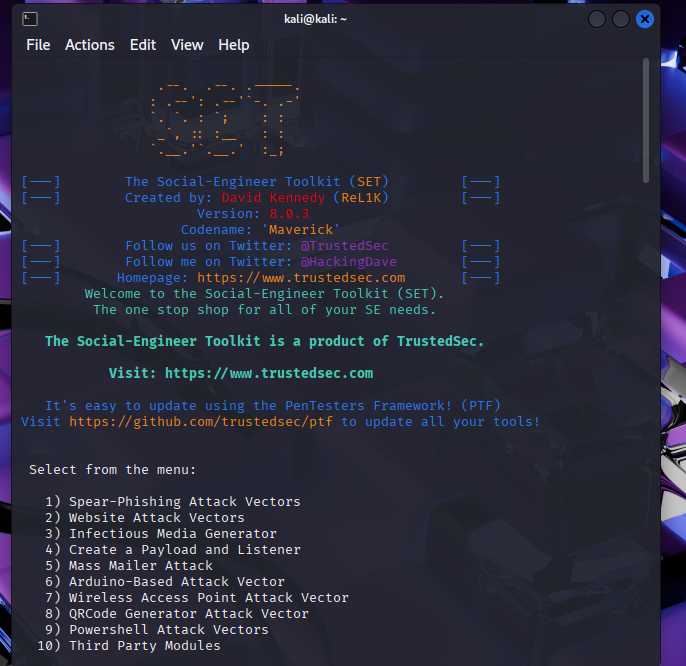 kali@kali: ~
File Actions Edit View Help
.--. .--. .-----.
: .--': .--'`-. .-'
`. `. : `;    : :
_`, :: :__   : :
`.__.'`.__.'  :_;
[---] The Social-Engineer Toolkit (SET) [---]
[---] Created by: David Kennedy (ReL1K) [---]
Version: 8.0.3
Codename: 'Maverick'
[---] Follow us on Twitter: @TrustedSec [---]
[---] Follow me on Twitter: @HackingDave [---]
[---] Homepage: https://www.trustedsec.com [---]
Welcome to the Social-Engineer Toolkit (SET).
The one stop shop for all of your SE needs.
The Social-Engineer Toolkit is a product of TrustedSec.
Visit: https://www.trustedsec.com
It's easy to update using the PenTesters Framework! (PTF)
Visit https://github.com/trustedsec/ptf to update all your tools!
Select from the menu:
1) Spear-Phishing Attack Vectors
2) Website Attack Vectors
3) Infectious Media Generator
4) Create a Payload and Listener
5) Mass Mailer Attack
6) Arduino-Based Attack Vector
7) Wireless Access Point Attack Vector
8) QRCode Generator Attack Vector
9) Powershell Attack Vectors
10) Third Party Modules